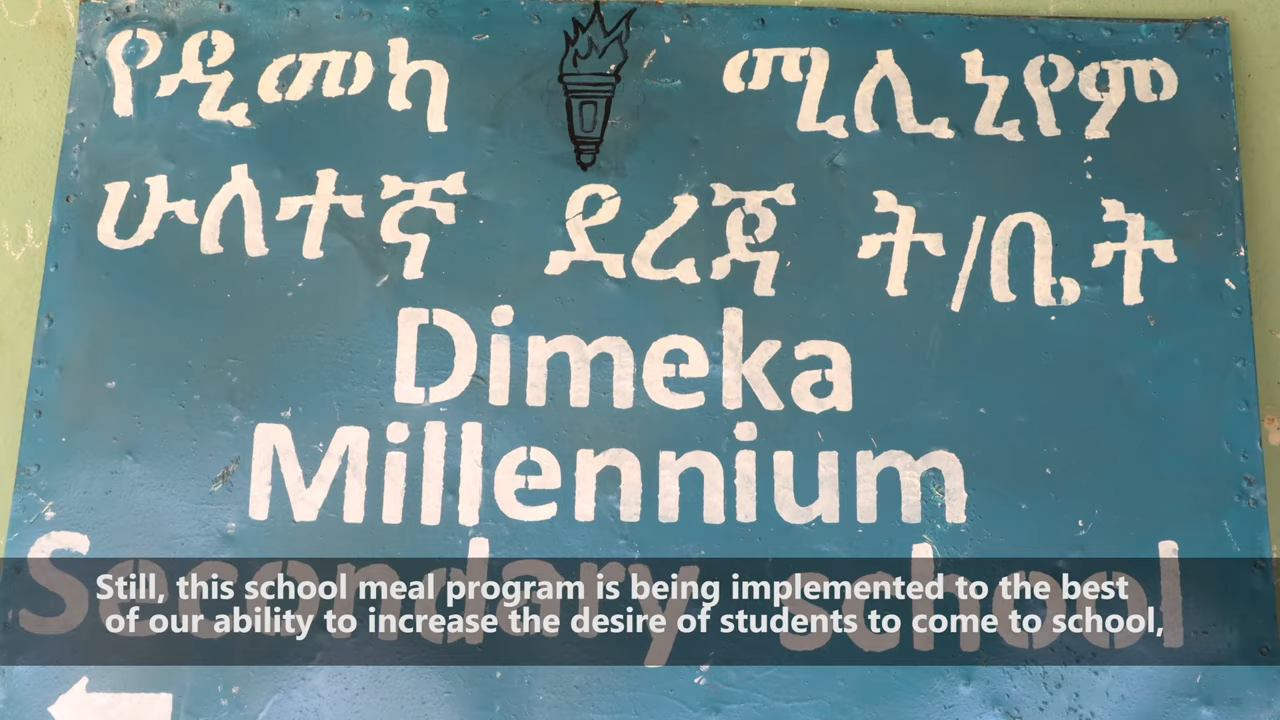 የዲመካ ሚሊኒየም
ሁለተኛ ደረጃ ት/ቤት
Dimeka
Millennium
Secondary school
Still, this school meal program is being implemented to the best
of our ability to increase the desire of students to come to school,